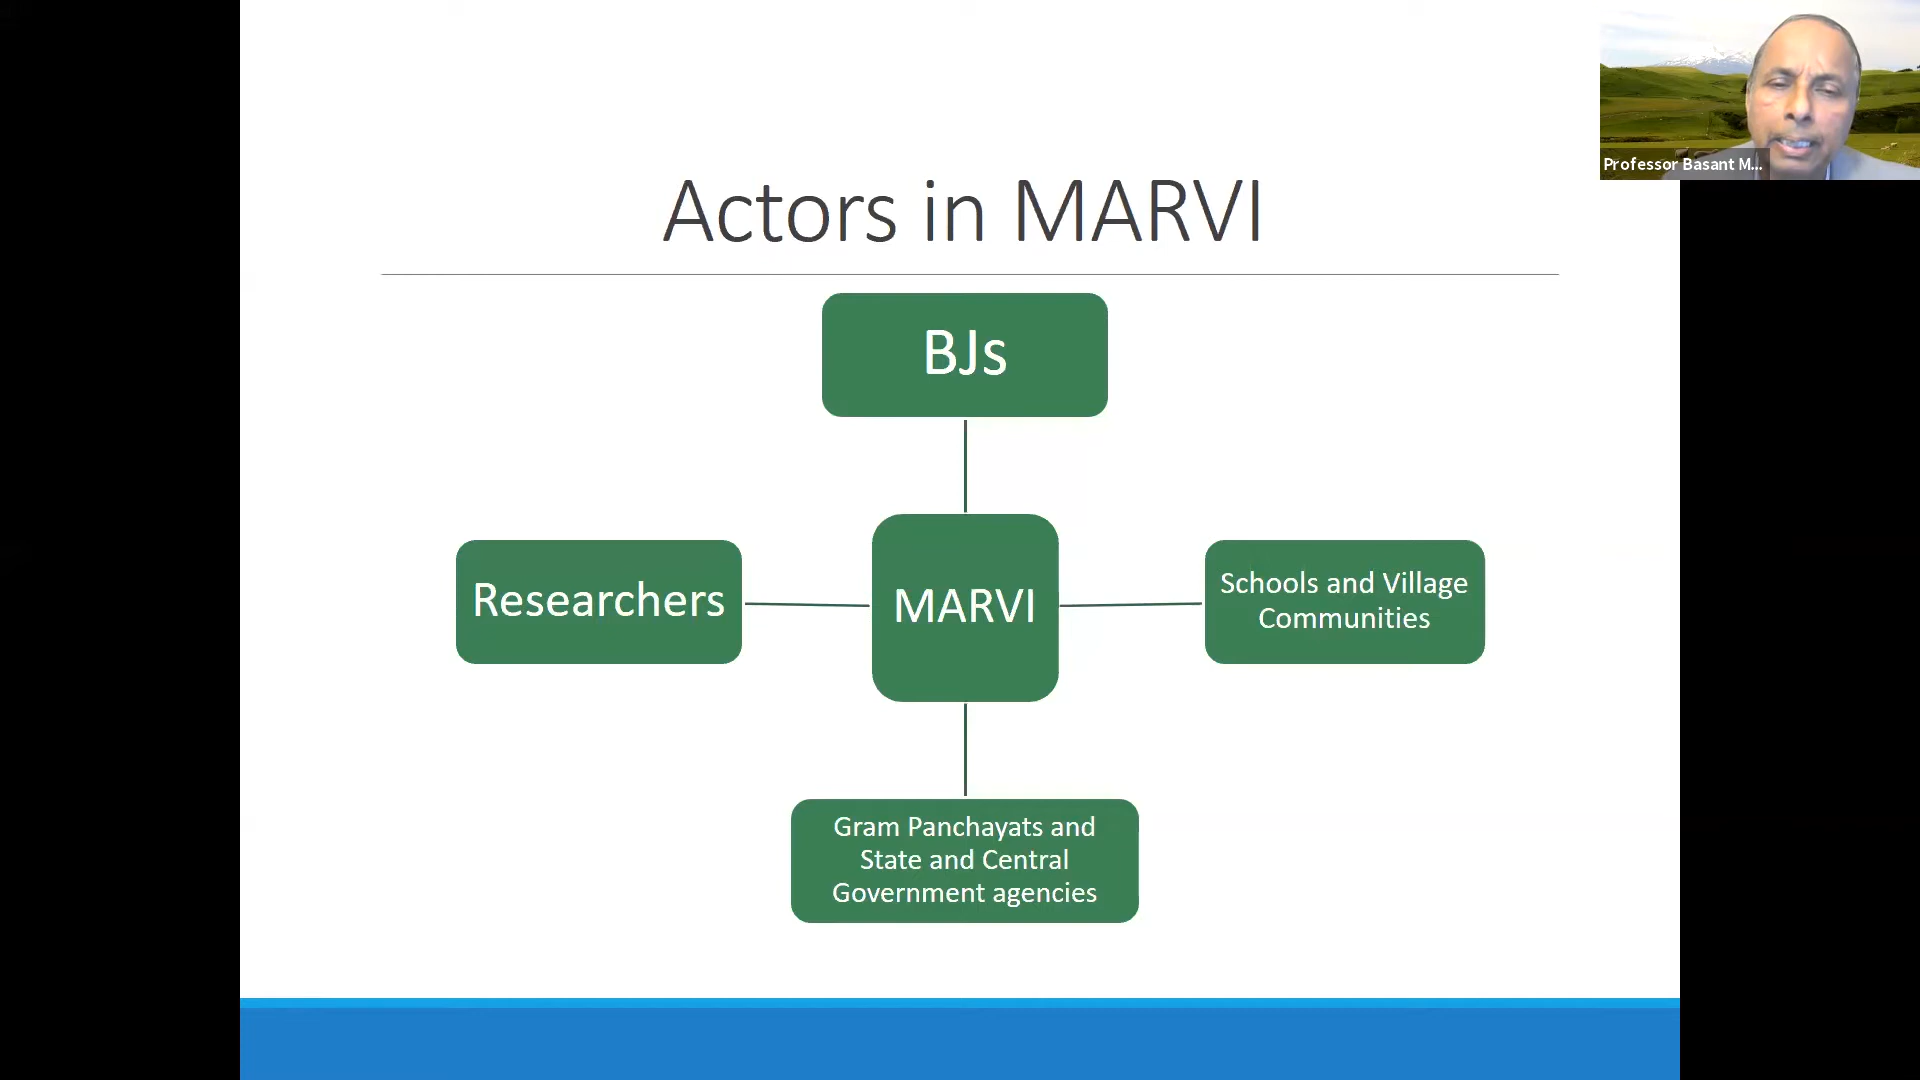 Professor Basant M...
Actors in MARVI
BJs
Researchers
MARVI
Schools and Village
Communities
Gram Panchayats and
State and Central
Government agencies